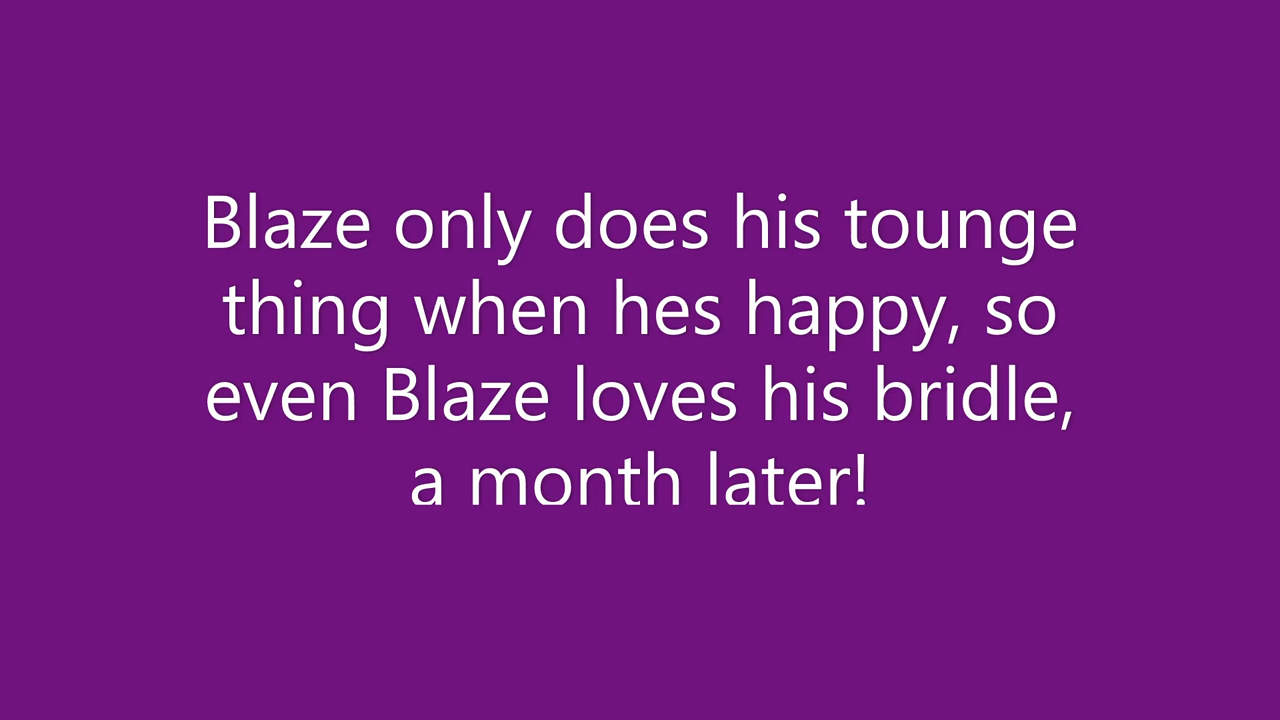 Blaze only does his tounge
thing when hes happy, so
even Blaze loves his bridle,
a month later!